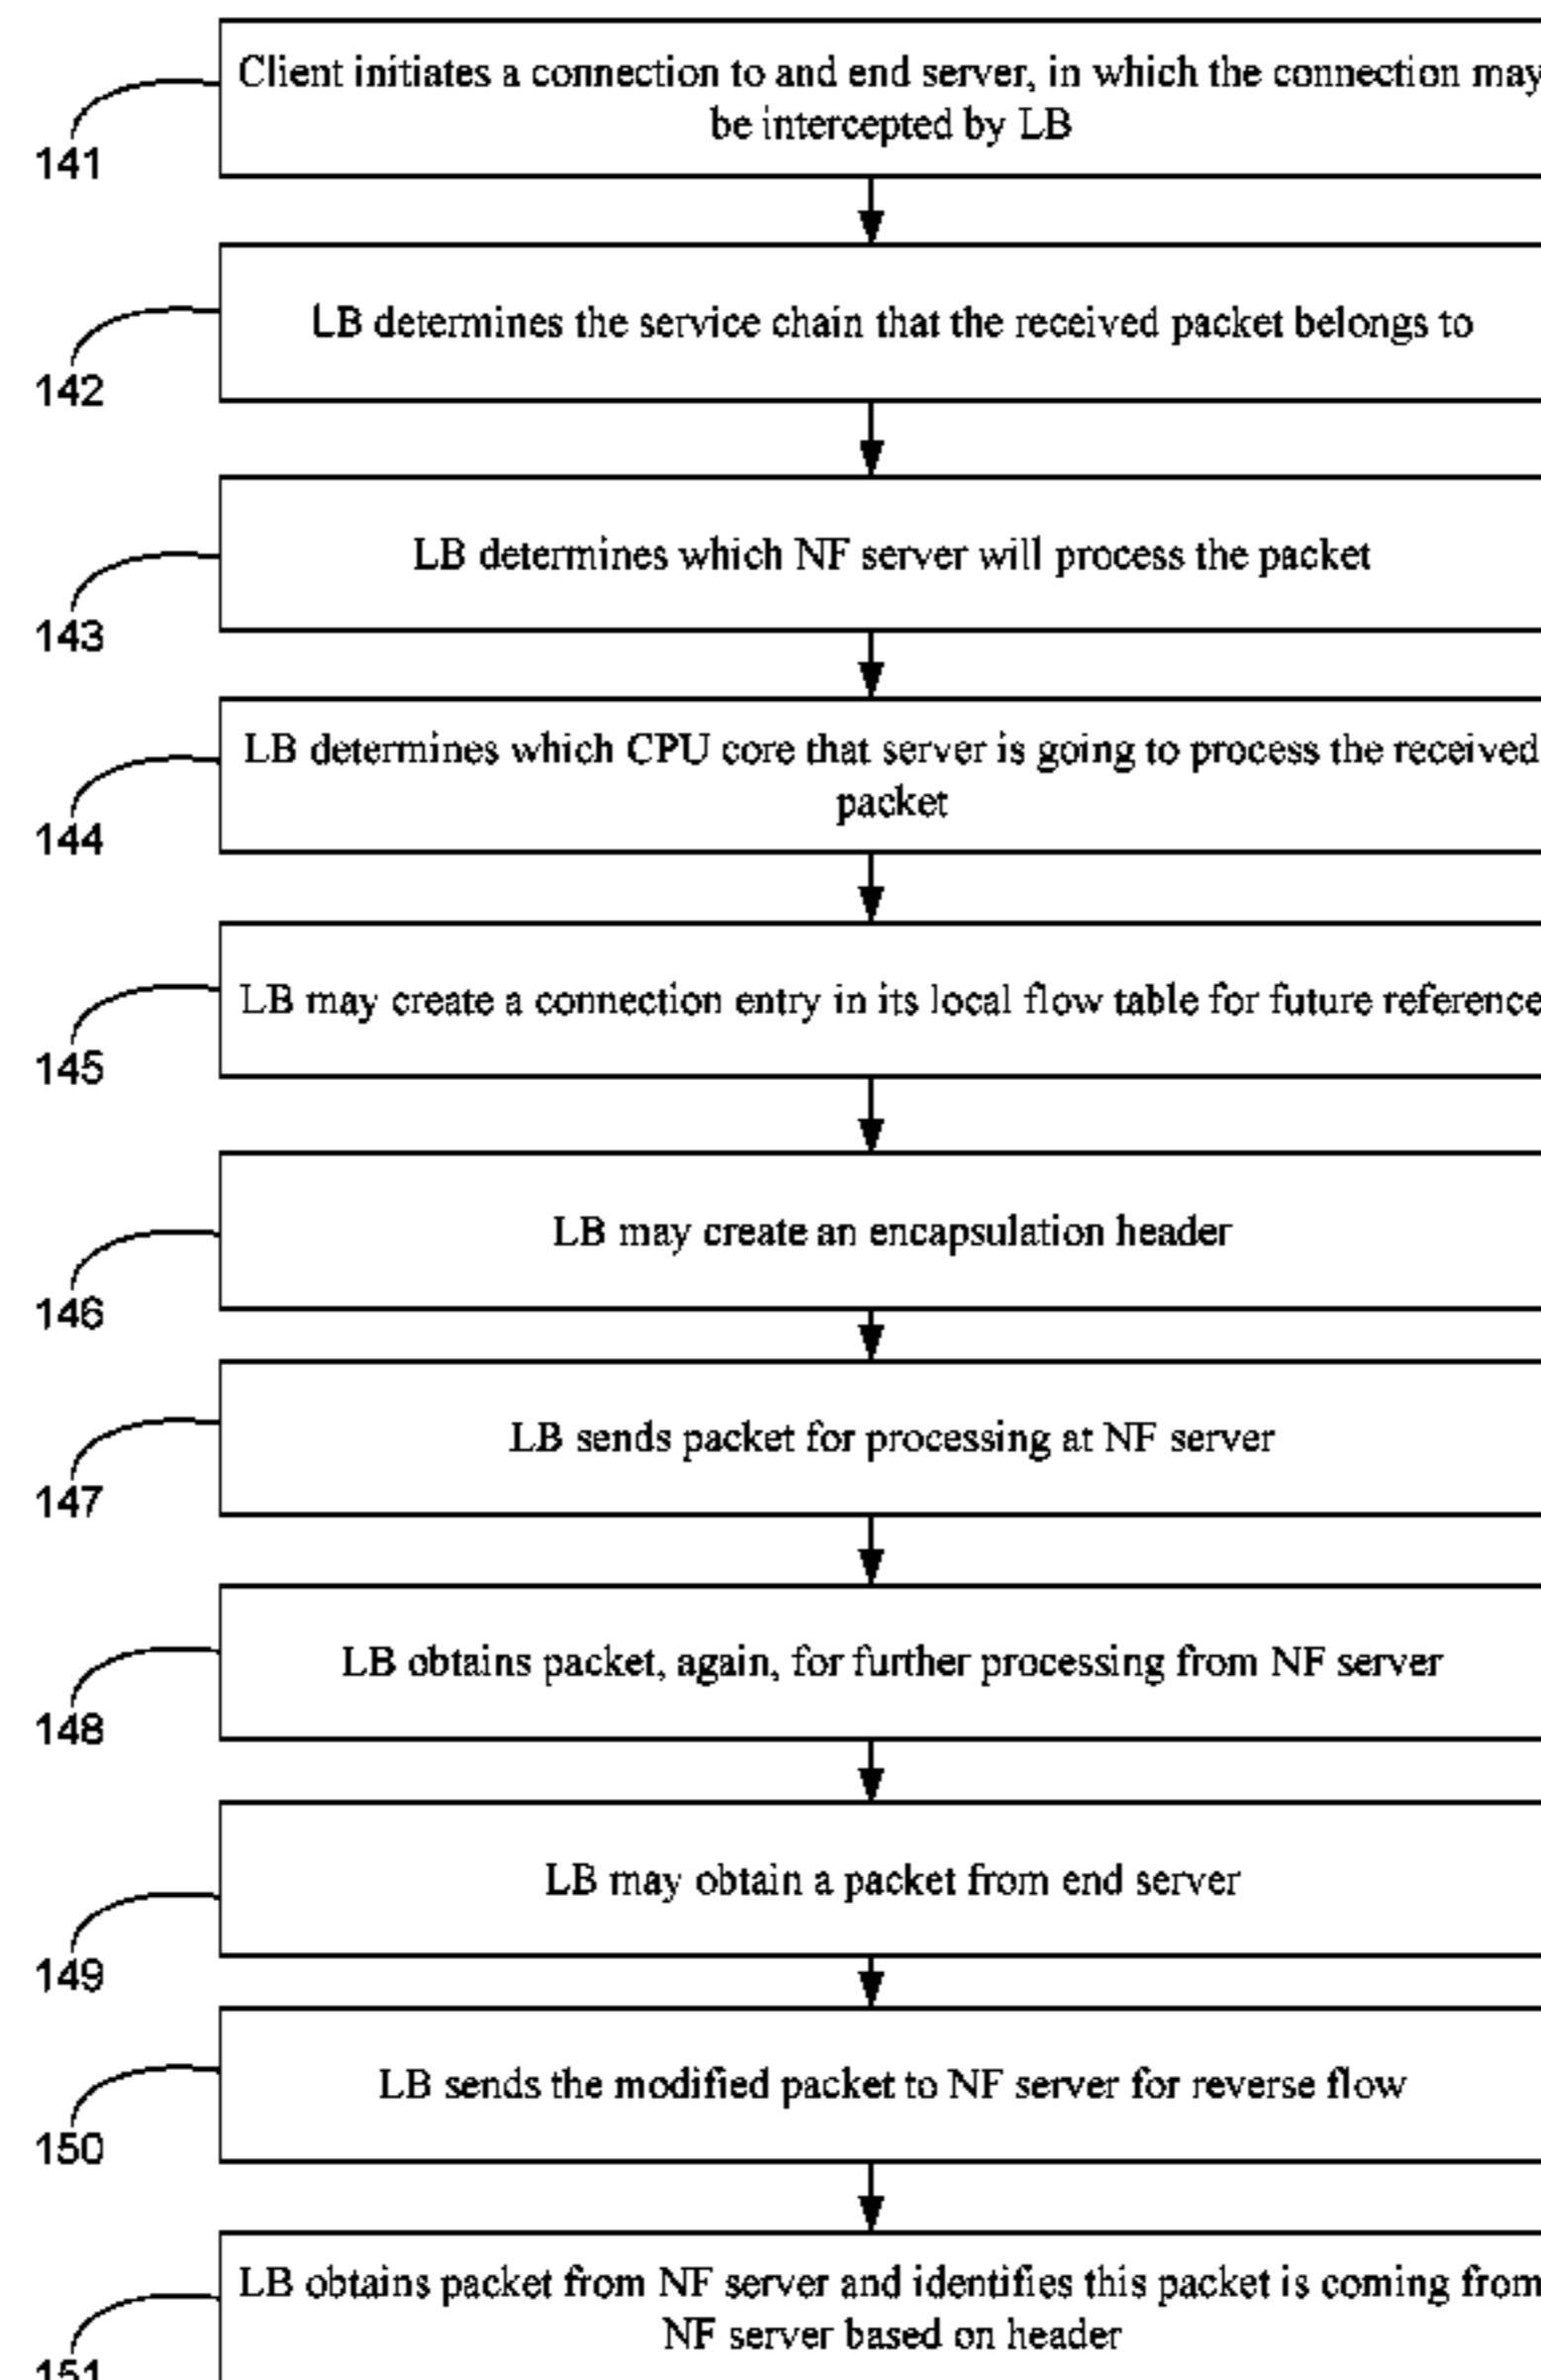 Client initiates a connection to and end server, in which the connection may
be intercepted by LB
141
LB determines the service chain that the received packet belongs to
142
LB determines which NF server will process the packet
143
LB determines which CPU core that server is going to process the received
packet
144
LB may create a connection entry in its local flow table for future reference
145
LB may create an encapsulation header
146
LB sends packet for processing at NF server
147
LB obtains packet, again, for further processing from NF server
148
LB may obtain a packet from end server
149
LB sends the modified packet to NF server for reverse flow
150
LB obtains packet from NF server and identifies this packet is coming from
NF server based on header
151